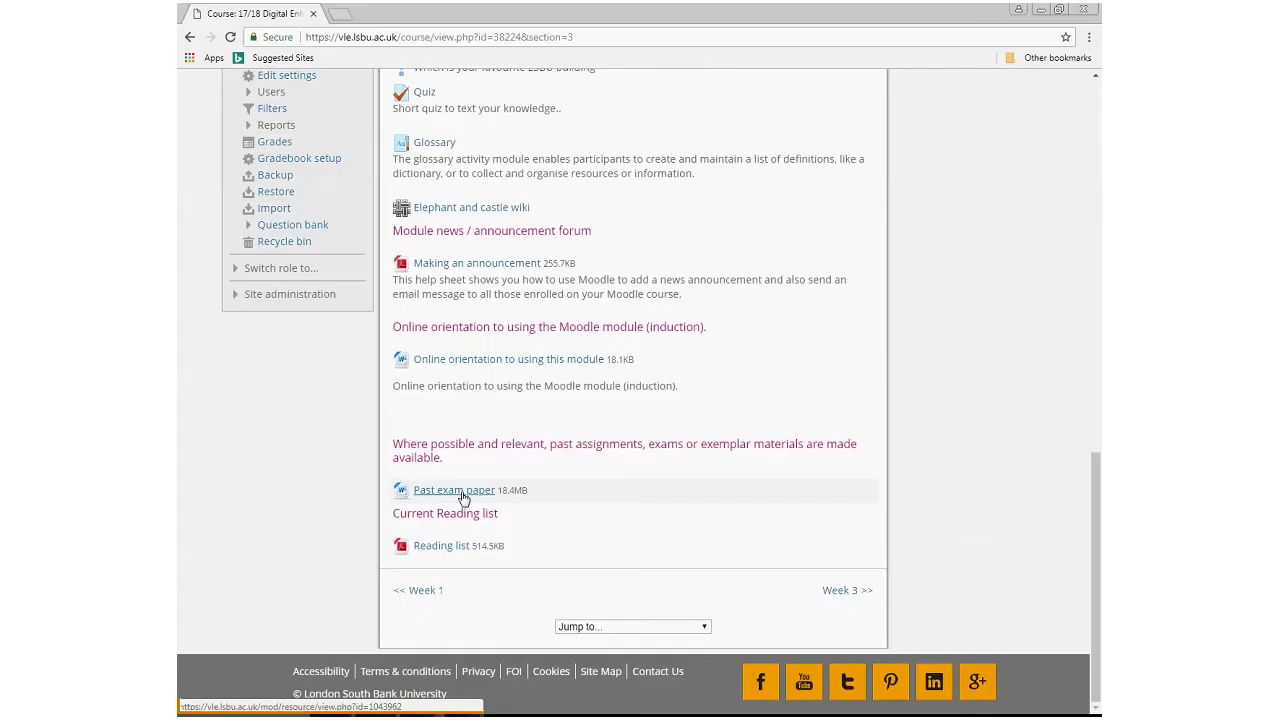 Course: 17/18 Digital Enh
Secure | https://vle.lsbu.ac.uk/course/view.php?id=38224&section=3
Apps Suggested Sites Other bookmarks
Edit settings
Users
Filters
Reports
Grades
Gradebook setup
Backup
Restore
Import
Question bank
Recycle bin
Switch role to...
Site administration
Which is your favourite LSBU building
Quiz
Short quiz to text your knowledge..
Glossary
The glossary activity module enables participants to create and maintain a list of definitions, like a
dictionary, or to collect and organise resources or information.
Elephant and castle wiki
Module news / announcement forum
Making an announcement 255.7KB
This help sheet shows you how to use Moodle to add a news announcement and also send an
email message to all those enrolled on your Moodle course.
Online orientation to using the Moodle module (induction).
Online orientation to using this module 18.1KB
Online orientation to using the Moodle module (induction).
Where possible and relevant, past assignments, exams or exemplar materials are made
available.
Past exam paper 18.4MB
Current Reading list
Reading list 514.5KB
<< Week 1 Week 3 >>
Jump to...
Accessibility | Terms & conditions | Privacy | FOI | Cookies | Site Map | Contact Us
© London South Bank University
https://vle.lsbu.ac.uk/mod/resource/view.php?id=1043962